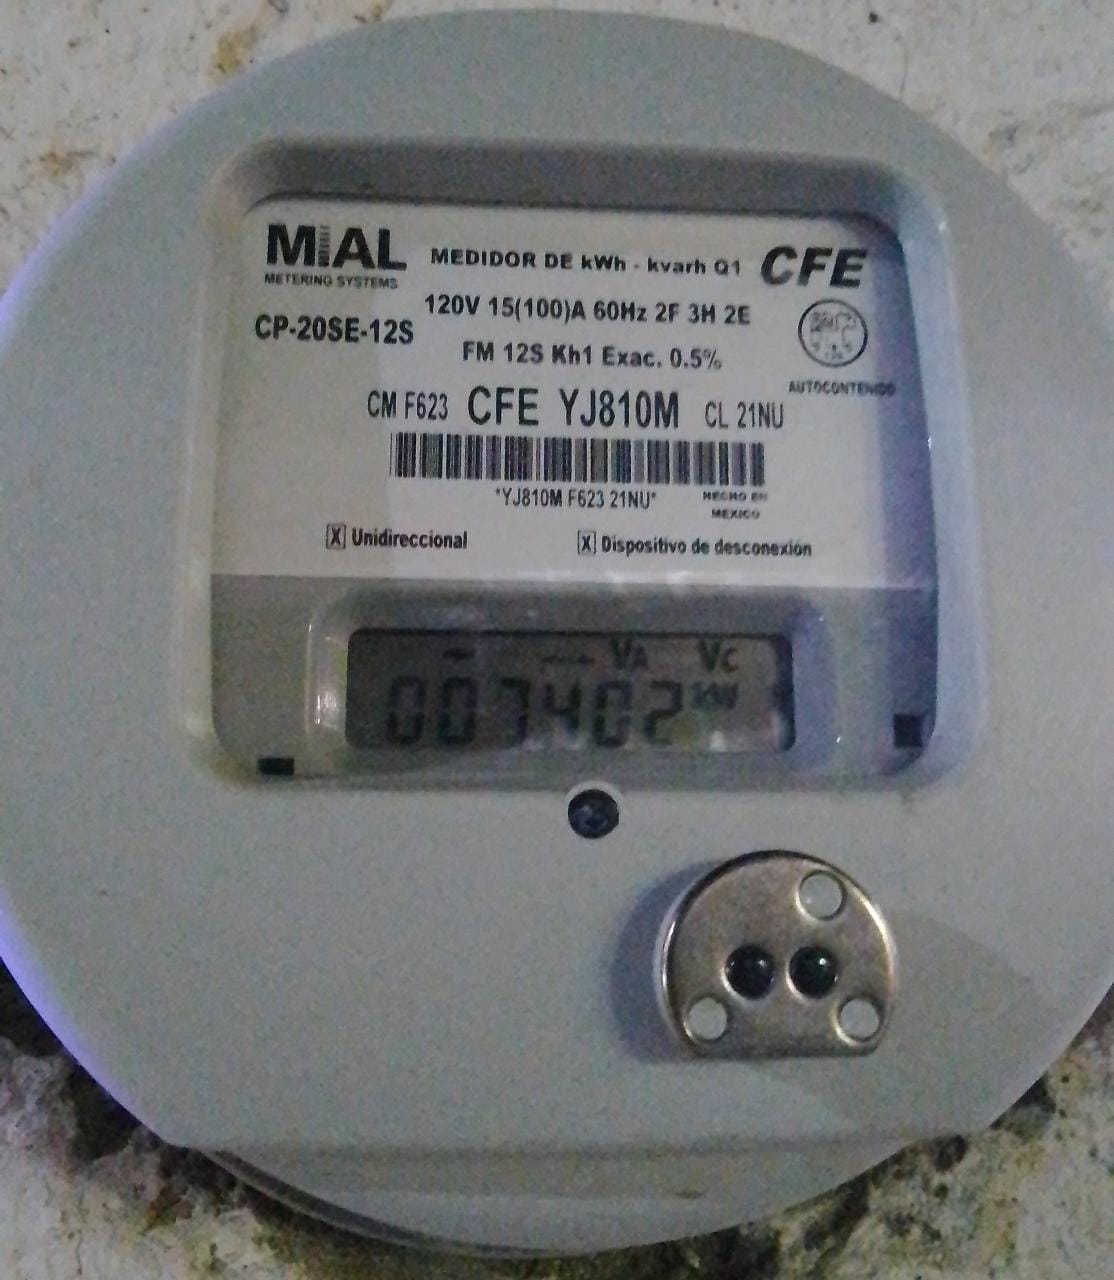 MIAL
METERING SYSTEMS
MEDIDOR DE kWh - kvarh Q1
CFE
120V 15(100)A 60Hz 2F 3H 2E
CP-20SE-12S
FM 12S Kh1 Exac. 0.5%
AUTOCONTENIDO
CM F623 CFE YJ810M CL 21NU
*YJ810M F623 21NU*
HECHO EN
MEXICO
X Unidireccional
X Dispositivo de desconexión
VA VC
007402